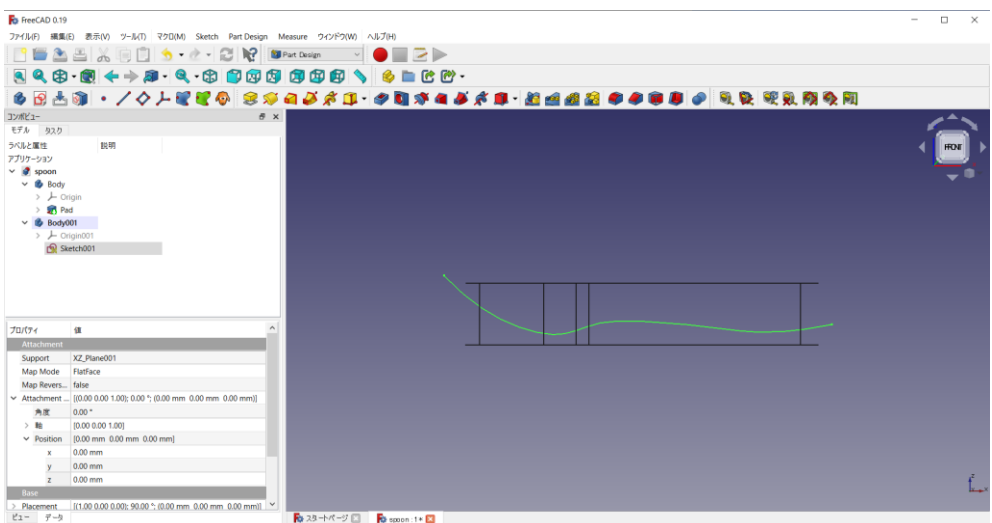 FreeCAD 0.19
ファイル(F) 編集(E) 表示(V) ツール(T) マクロ(M) Sketch Part Design Measure ウインドウ(W) ヘルプ(H)
Part Design
コンボビュー
モデル タスク
ラベルと属性 説明
アプリケーション
spoon
Body
Origin
Pad
Body001
Origin001
Sketch001
FRONT
プロパティ 値
Attachment
Support XZ_Plane001
Map Mode FlatFace
Map Revers... false
Attachment ... [(0.00 0.00 1.00); 0.00 °; (0.00 mm 0.00 mm 0.00 mm)]
角度 0.00 °
軸 [0.00 0.00 1.00]
Position [0.00 mm 0.00 mm 0.00 mm]
x 0.00 mm
y 0.00 mm
z 0.00 mm
Base
Placement [(1.00 0.00 0.00); 90.00 °; (0.00 mm 0.00 mm 0.00 mm)]
ビュー データ
スタートページ spoon : 1*
z
x